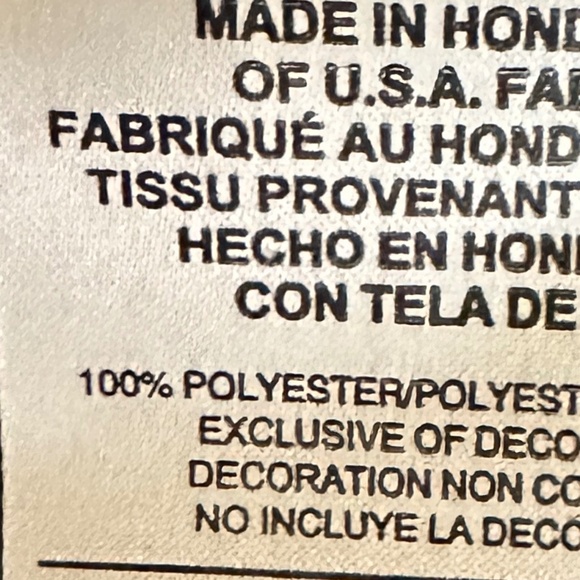 MADE IN HOND
OF U.S.A. FAB
FABRIQUÉ AU HOND
TISSU PROVENANT
HECHO EN HON
CON TELA DE
100% POLYESTER/POLYEST
EXCLUSIVE OF DECO
DECORATION NON CO
NO INCLUYE LA DECO